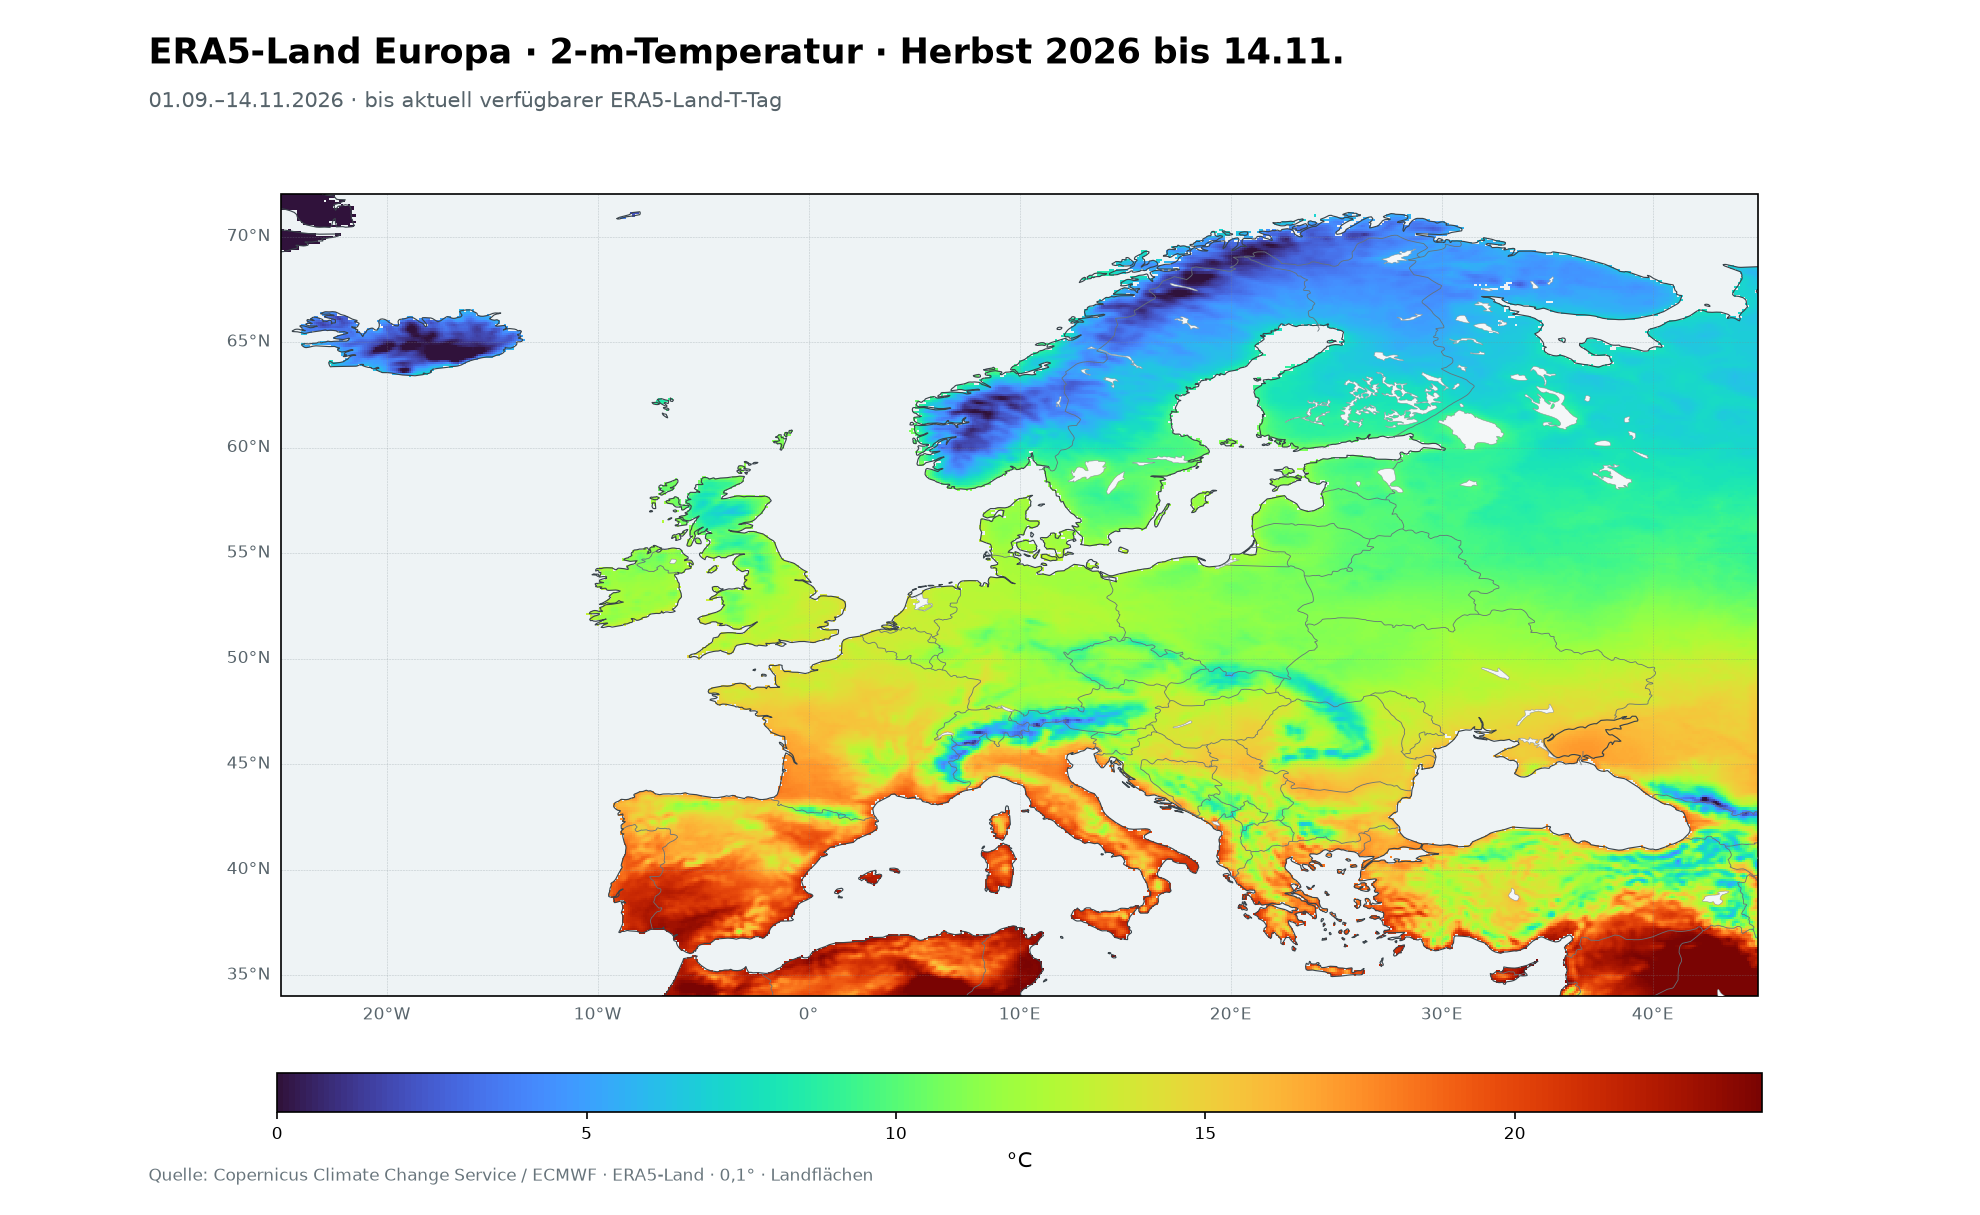 ERA5-Land Europa · 2-m-Temperatur · Herbst 2026 bis 14.11.
01.09.–14.11.2026 · bis aktuell verfügbarer ERA5-Land-T-Tag
70°N
65°N
60°N
55°N
50°N
45°N
40°N
35°N
20°W 10°W 0° 10°E 20°E 30°E 40°E
0 5 10 15 20
°C
Quelle: Copernicus Climate Change Service / ECMWF · ERA5-Land · 0,1° · Landflächen